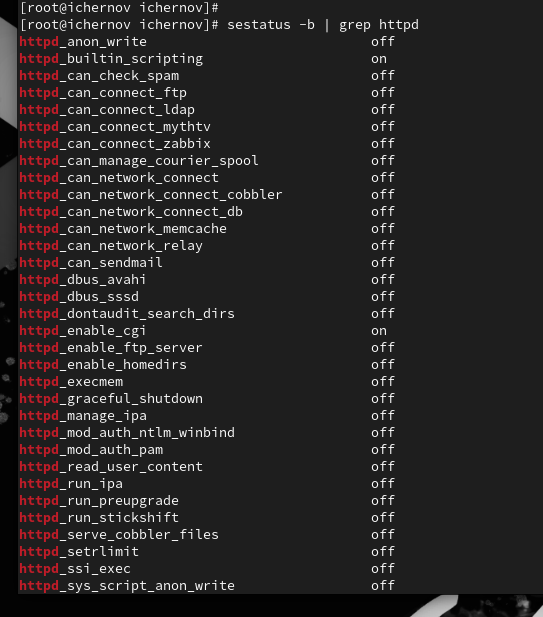 [root@ichernov ichernov]#
[root@ichernov ichernov]# sestatus -b | grep httpd
httpd_anon_write off
httpd_builtin_scripting on
httpd_can_check_spam off
httpd_can_connect_ftp off
httpd_can_connect_ldap off
httpd_can_connect_mythtv off
httpd_can_connect_zabbix off
httpd_can_manage_courier_spool off
httpd_can_network_connect off
httpd_can_network_connect_cobbler off
httpd_can_network_connect_db off
httpd_can_network_memcache off
httpd_can_network_relay off
httpd_can_sendmail off
httpd_dbus_avahi off
httpd_dbus_sssd off
httpd_dontaudit_search_dirs off
httpd_enable_cgi on
httpd_enable_ftp_server off
httpd_enable_homedirs off
httpd_execmem off
httpd_graceful_shutdown off
httpd_manage_ipa off
httpd_mod_auth_ntlm_winbind off
httpd_mod_auth_pam off
httpd_read_user_content off
httpd_run_ipa off
httpd_run_preupgrade off
httpd_run_stickshift off
httpd_serve_cobbler_files off
httpd_setrlimit off
httpd_ssi_exec off
httpd_sys_script_anon_write off